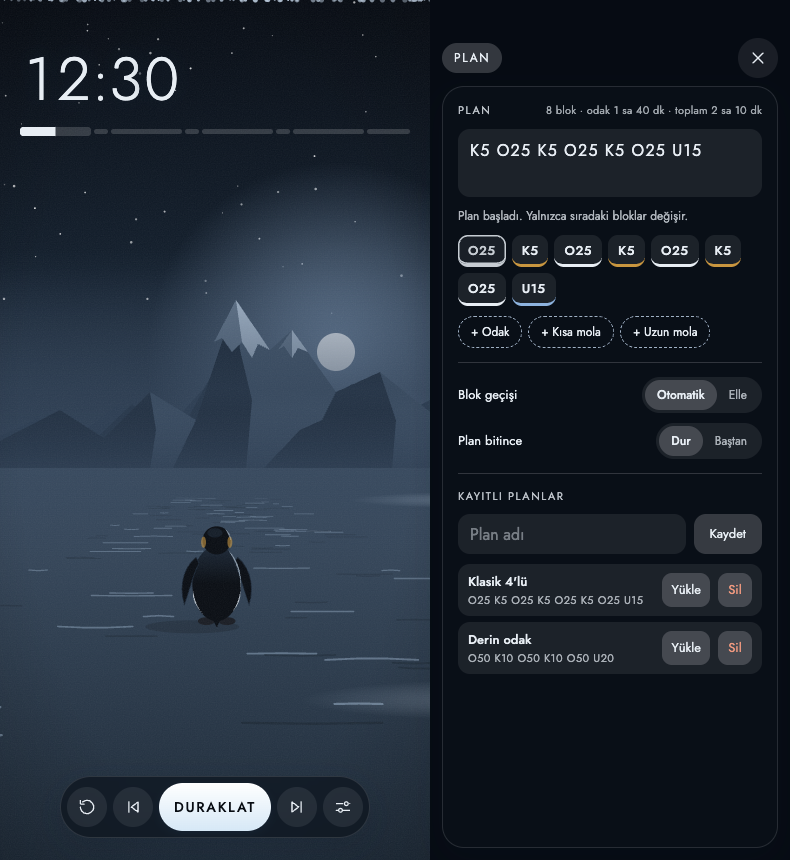 12:30
DURAKLAT
PLAN
PLAN
8 blok · odak 1 sa 40 dk · toplam 2 sa 10 dk
K5 O25 K5 O25 K5 O25 U15
Plan başladı. Yalnızca sıradaki bloklar değişir.
O25 K5 O25 K5 O25 K5
O25 U15
+ Odak + Kısa mola + Uzun mola
Blok geçişi Otomatik Elle
Plan bitince Dur Baştan
KAYITLI PLANLAR
Plan adı Kaydet
Klasik 4'lü
O25 K5 O25 K5 O25 K5 O25 U15
Yükle Sil
Derin odak
O50 K10 O50 K10 O50 U20
Yükle Sil